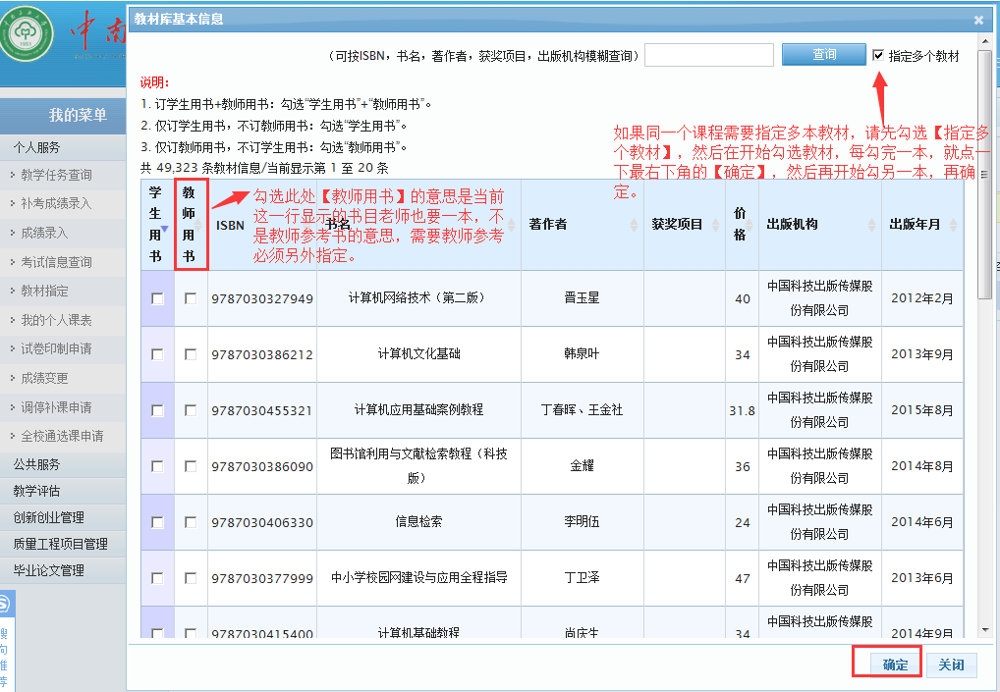 教材库基本信息
中南
(可按ISBN，书名，著作者，获奖项目，出版机构模糊查询)
查询
指定多个教材
说明：
1. 订学生用书+教师用书：勾选“学生用书”+“教师用书”。
2. 仅订学生用书，不订教师用书：勾选“学生用书”。
3. 仅订教师用书，不订学生用书：勾选“教师用书”。
共 49,323 条教材信息/当前显示第 1 至 20 条
如果同一个课程需要指定多本教材，请先勾选【指定多
个教材】，然后在开始勾选教材，每勾完一本，就点一
下最右下角的【确定】，然后再开始勾另一本，再确
定。
我的菜单
个人服务
教学任务查询
补考成绩录入
成绩录入
考试信息查询
教材指定
我的个人课表
试卷印制申请
成绩变更
调停补课申请
全校通选课申请
公共服务
教学评估
创新创业管理
质量工程项目管理
毕业论文管理
学生用书
教师用书
ISBN
书名
著作者
获奖项目
价格
出版机构
出版年月
勾选此处【教师用书】的意思是当前
这一行显示的书目老师也要一本，不
是教师参考书的意思，需要教师参考
必须另外指定。
9787030327949 计算机网络技术（第二版） 晋玉星 40 中国科技出版传媒股份有限公司 2012年2月
9787030386212 计算机文化基础 韩泉叶 34 中国科技出版传媒股份有限公司 2013年9月
9787030455321 计算机应用基础案例教程 丁春晖、王金社 31.8 中国科技出版传媒股份有限公司 2015年8月
9787030386090 图书馆利用与文献检索教程（科技版） 金耀 36 中国科技出版传媒股份有限公司 2014年8月
9787030406330 信息检索 李明伍 24 中国科技出版传媒股份有限公司 2014年6月
9787030377999 中小学校园网建设与应用全程指导 丁卫泽 47 中国科技出版传媒股份有限公司 2013年6月
9787030415400 计算机基础教程 尚庆生 34 中国科技出版传媒股 2014年9月
确定
关闭